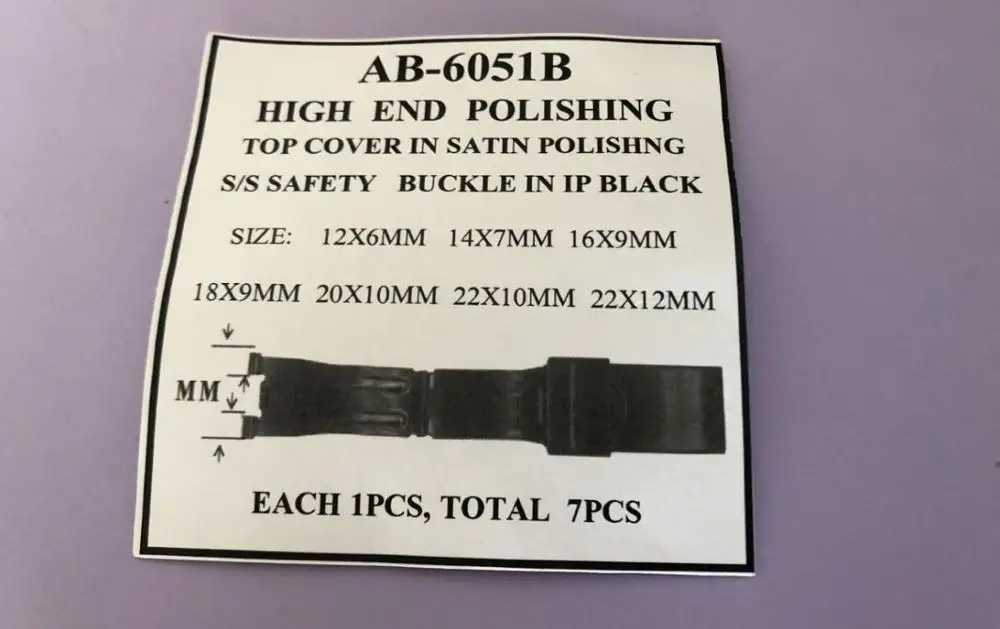 AB-6051B
HIGH END POLISHING
TOP COVER IN SATIN POLISHNG
S/S SAFETY BUCKLE IN IP BLACK
SIZE: 12X6MM 14X7MM 16X9MM
18X9MM 20X10MM 22X10MM 22X12MM
MM
EACH 1PCS, TOTAL 7PCS